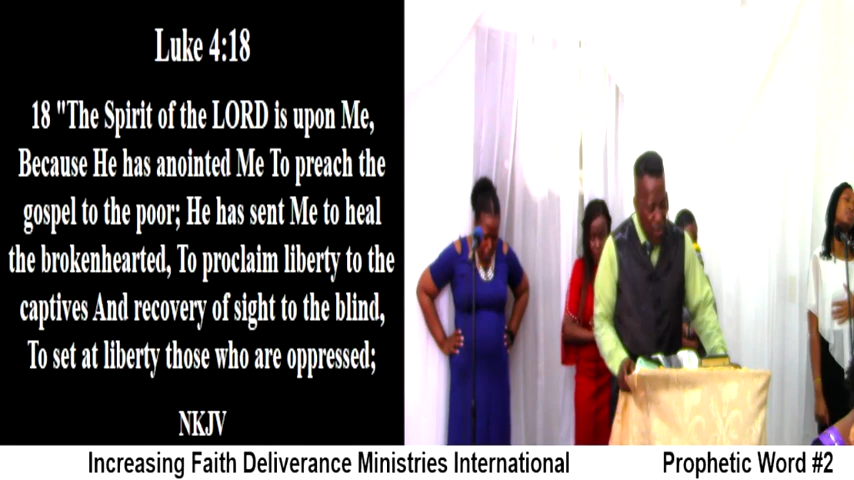 Luke 4:18
18 "The Spirit of the LORD is upon Me,
Because He has anointed Me To preach the
gospel to the poor; He has sent Me to heal
the brokenhearted, To proclaim liberty to the
captives And recovery of sight to the blind,
To set at liberty those who are oppressed;
NKJV
Increasing Faith Deliverance Ministries International
Prophetic Word #2